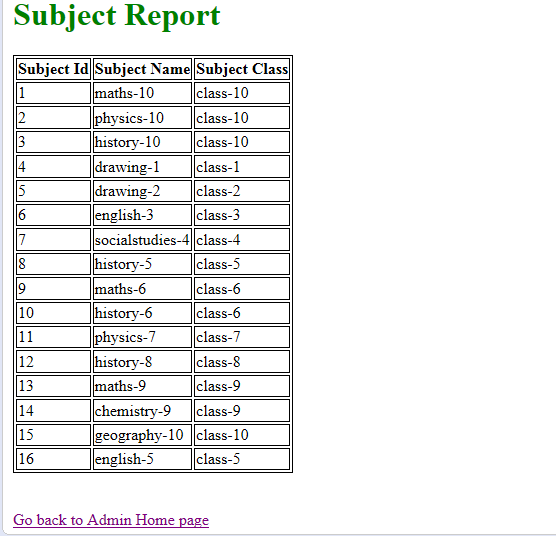 Subject Report
Subject Id Subject Name Subject Class
1 maths-10 class-10
2 physics-10 class-10
3 history-10 class-10
4 drawing-1 class-1
5 drawing-2 class-2
6 english-3 class-3
7 socialstudies-4 class-4
8 history-5 class-5
9 maths-6 class-6
10 history-6 class-6
11 physics-7 class-7
12 history-8 class-8
13 maths-9 class-9
14 chemistry-9 class-9
15 geography-10 class-10
16 english-5 class-5
Go back to Admin Home page